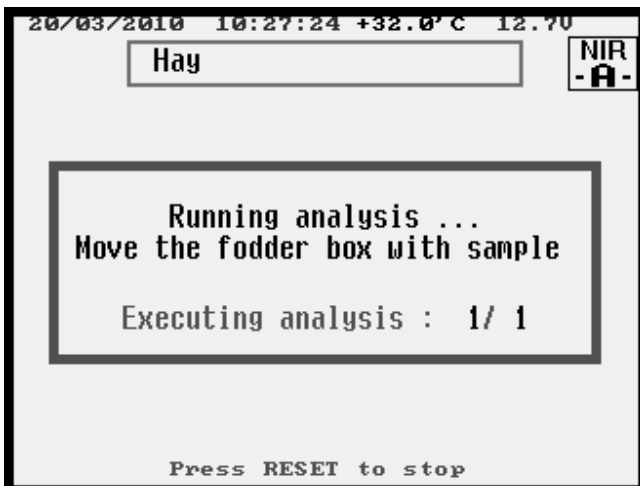 20/03/2010 10:27:24 +32.0°C 12.7V
Hay
NIR
-A-
Running analysis ...
Move the fodder box with sample
Executing analysis : 1/ 1
Press RESET to stop